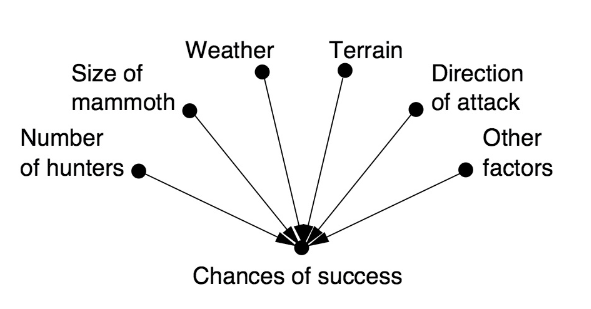 Weather
Terrain
Size of
mammoth
Direction
of attack
Number
of hunters
Other
factors
Chances of success